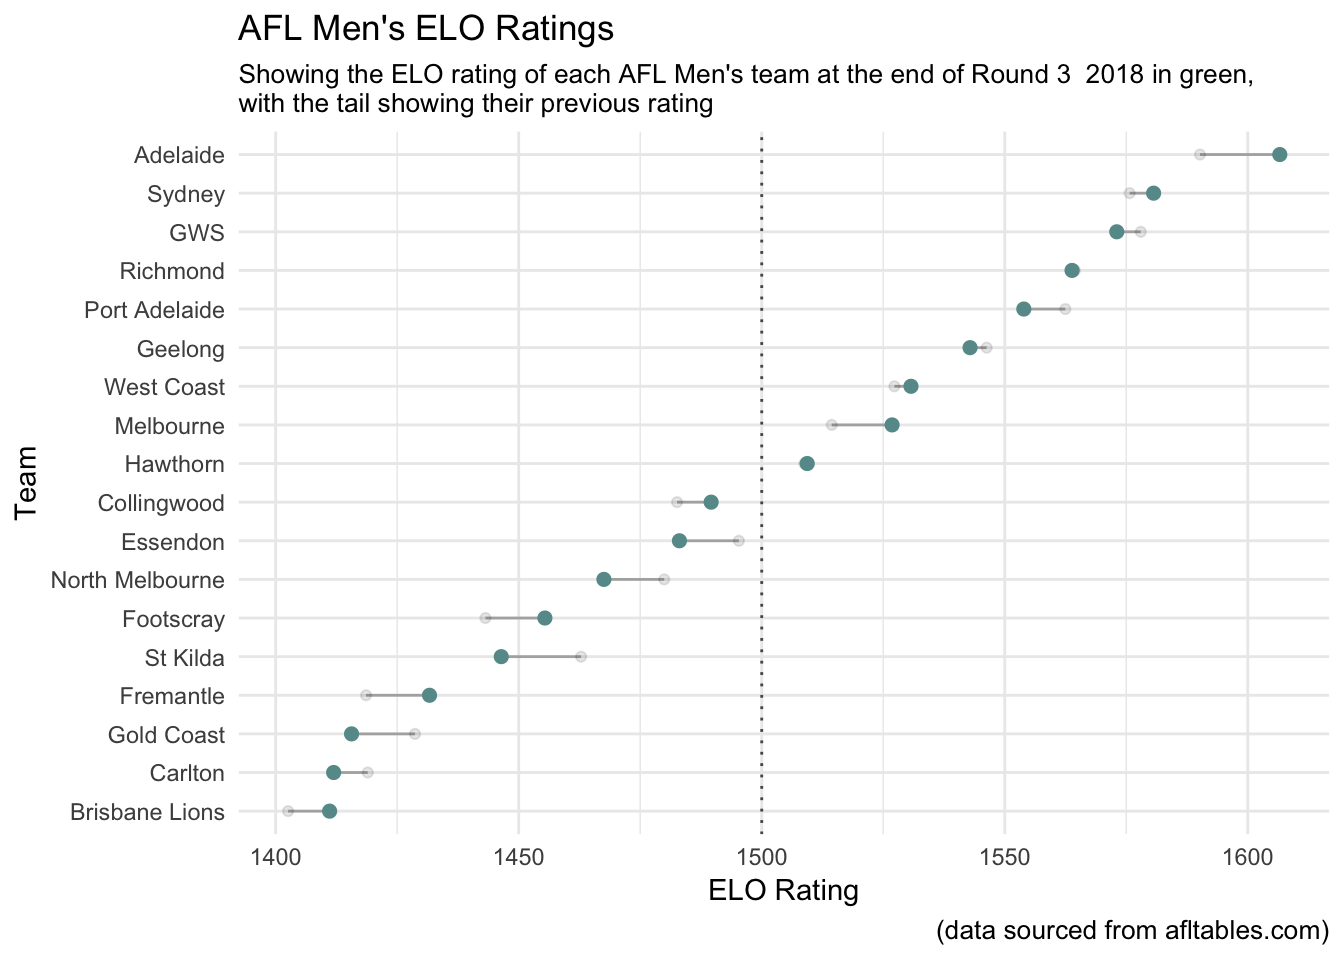 AFL Men's ELO Ratings
Showing the ELO rating of each AFL Men's team at the end of Round 3  2018 in green,
with the tail showing their previous rating
Adelaide
Sydney
GWS
Richmond
Port Adelaide
Geelong
West Coast
Melbourne
Hawthorn
Collingwood
Essendon
North Melbourne
Footscray
St Kilda
Fremantle
Gold Coast
Carlton
Brisbane Lions
Team
1400 1450 1500 1550 1600
ELO Rating
(data sourced from afltables.com)